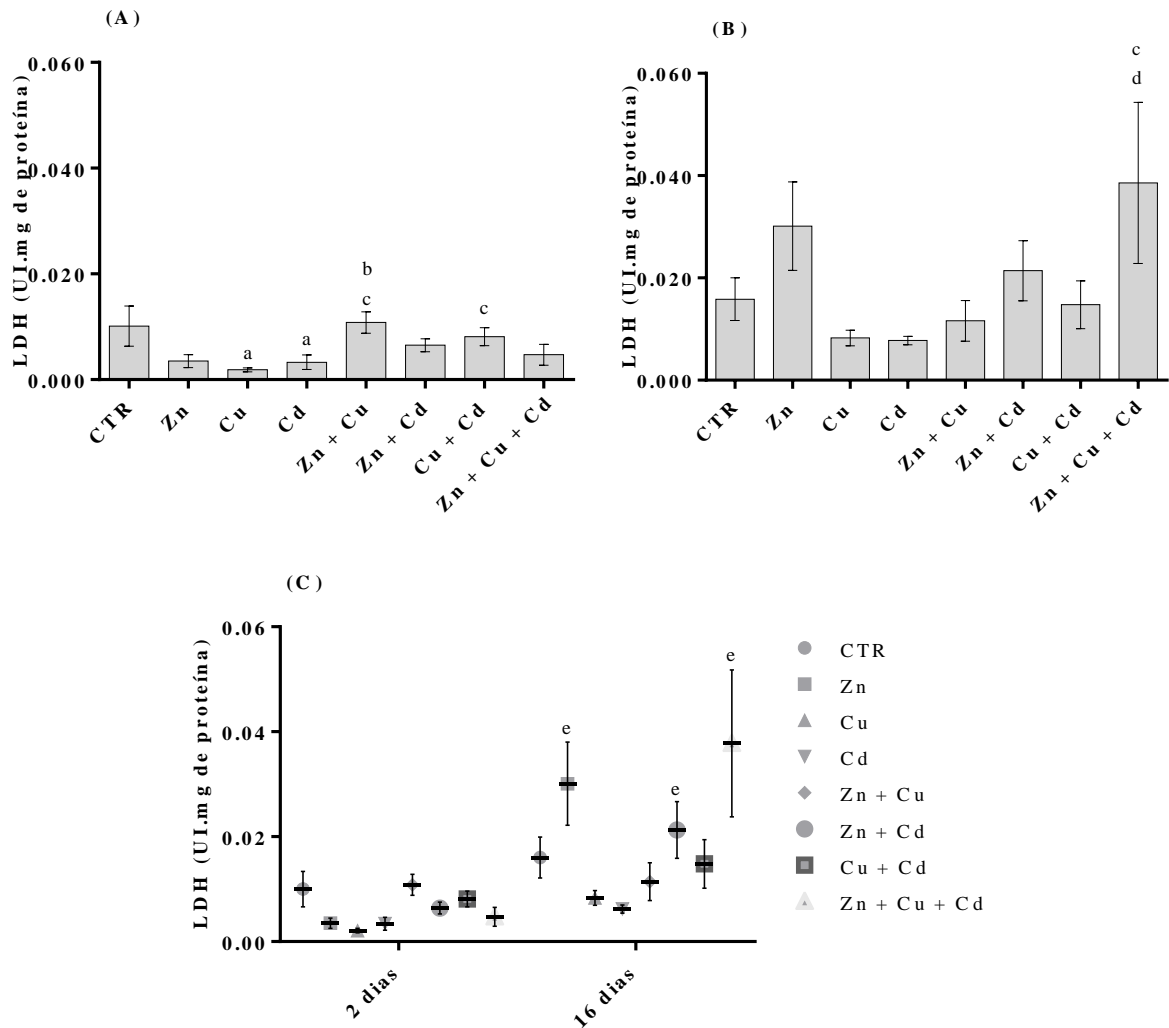 (A)
LDH (UI.mg de proteína)
0.060
0.040
0.020
0.000
a
a
b
c
c
CTR
Zn
Cu
Cd
Zn + Cu
Zn + Cd
Cu + Cd
Zn + Cu + Cd
(B)
LDH (UI.mg de proteína)
0.060
0.040
0.020
0.000
c
d
CTR
Zn
Cu
Cd
Zn + Cu
Zn + Cd
Cu + Cd
Zn + Cu + Cd
(C)
LDH (UI.mg de proteína)
0.06
0.04
0.02
0.00
e
e
e
2 dias
16 dias
CTR
Zn
Cu
Cd
Zn + Cu
Zn + Cd
Cu + Cd
Zn + Cu + Cd